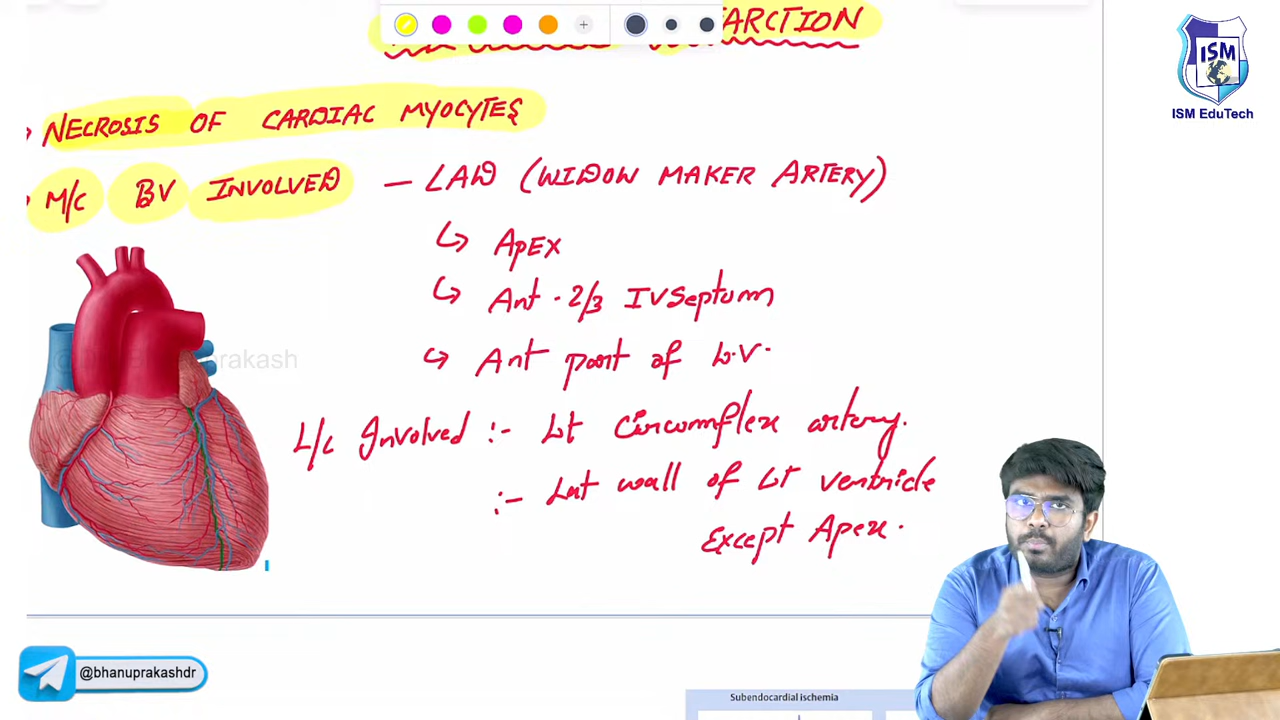 ARCTION
ISM
ISM EduTech
NECROSIS OF CARDIAC MYOCYTES
M/c BV INVOLVED — LAD (WIDOW MAKER ARTERY)
↳ ApEx
↳ Ant. 2/3 IVSeptum
↳ Ant part of L.V.
L/c Involved :- Lt Circumflex artery.
:- Lat wall of Lt ventricle
Except Apex.
prakash
@bhanuprakashdr
Subendocardial ischemia